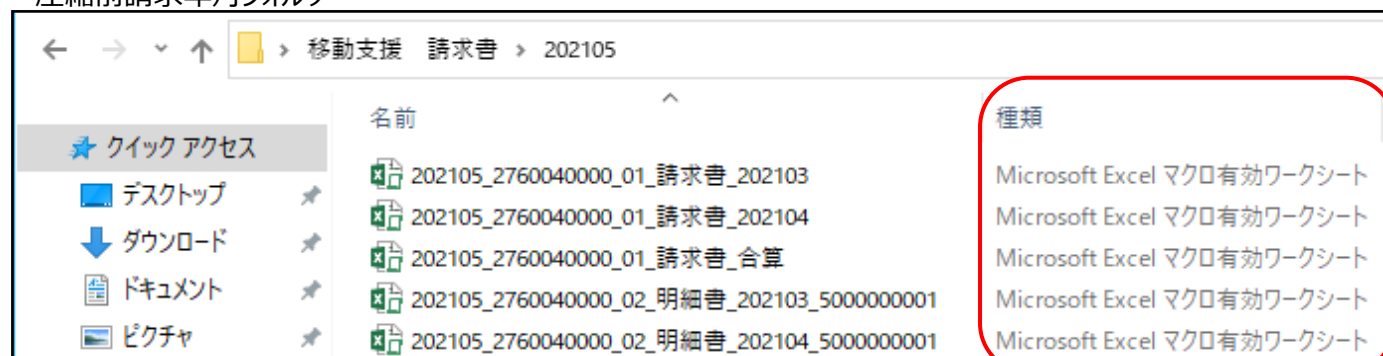 圧縮前請求年月フォルダ
移動支援　請求書 › 202105
名前
種類
クイック アクセス
デスクトップ
ダウンロード
ドキュメント
ピクチャ
202105_2760040000_01_請求書_202103
Microsoft Excel マクロ有効ワークシート
202105_2760040000_01_請求書_202104
Microsoft Excel マクロ有効ワークシート
202105_2760040000_01_請求書_合算
Microsoft Excel マクロ有効ワークシート
202105_2760040000_02_明細書_202103_5000000001
Microsoft Excel マクロ有効ワークシート
202105_2760040000_02_明細書_202104_5000000001
Microsoft Excel マクロ有効ワークシート